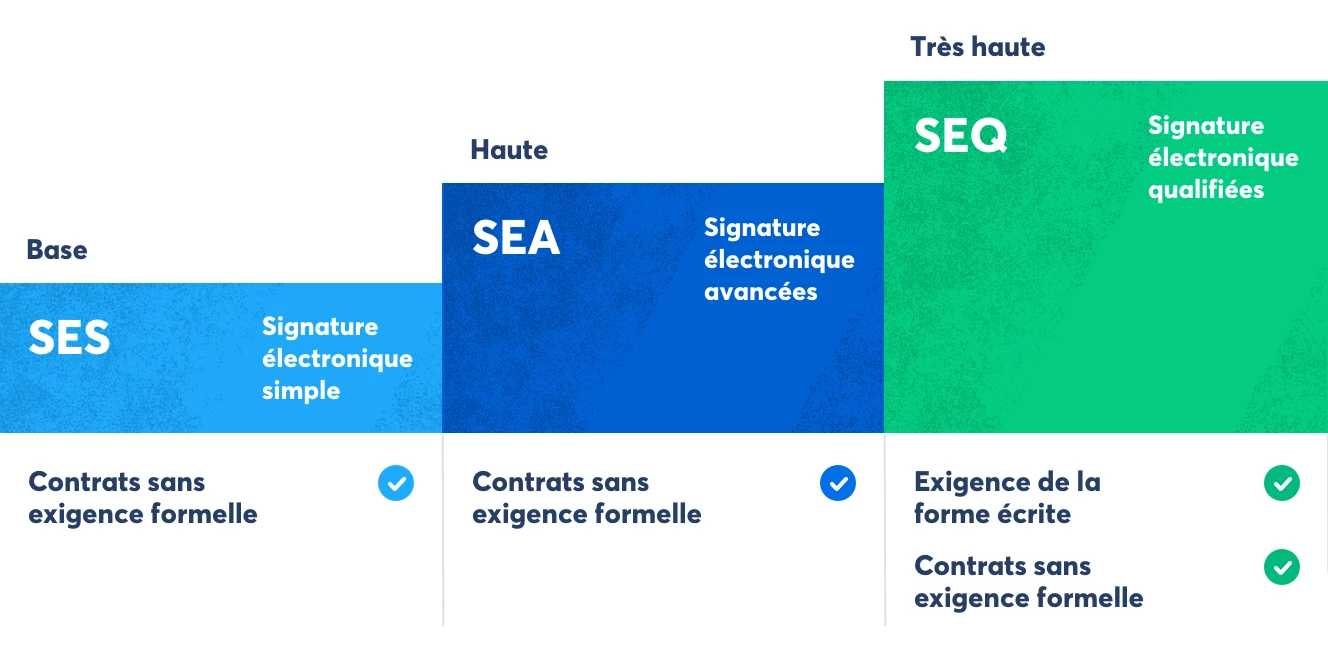 Base
SES
Signature
électronique
simple
Contrats sans
exigence formelle
Haute
SEA
Signature
électronique
avancées
Contrats sans
exigence formelle
Très haute
SEQ
Signature
électronique
qualifiées
Exigence de la
forme écrite
Contrats sans
exigence formelle